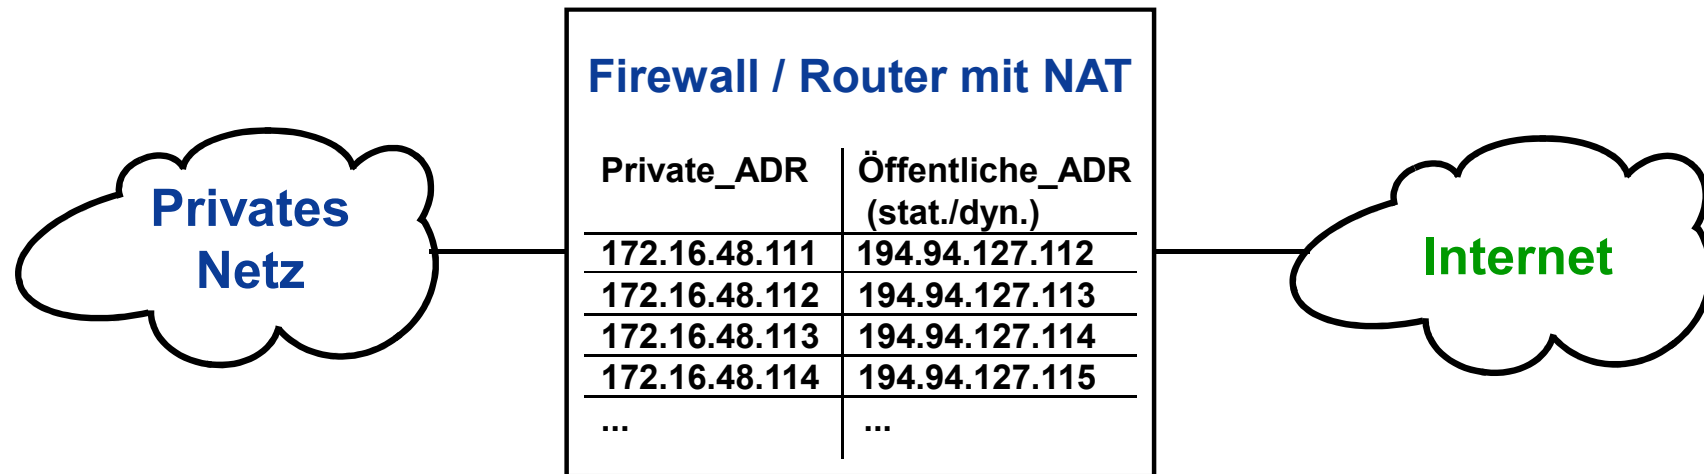 Firewall / Router mit NAT
Private_ADR Öffentliche_ADR
(stat./dyn.)
172.16.48.111 194.94.127.112
172.16.48.112 194.94.127.113
172.16.48.113 194.94.127.114
172.16.48.114 194.94.127.115
... ...
Privates
Netz
Internet